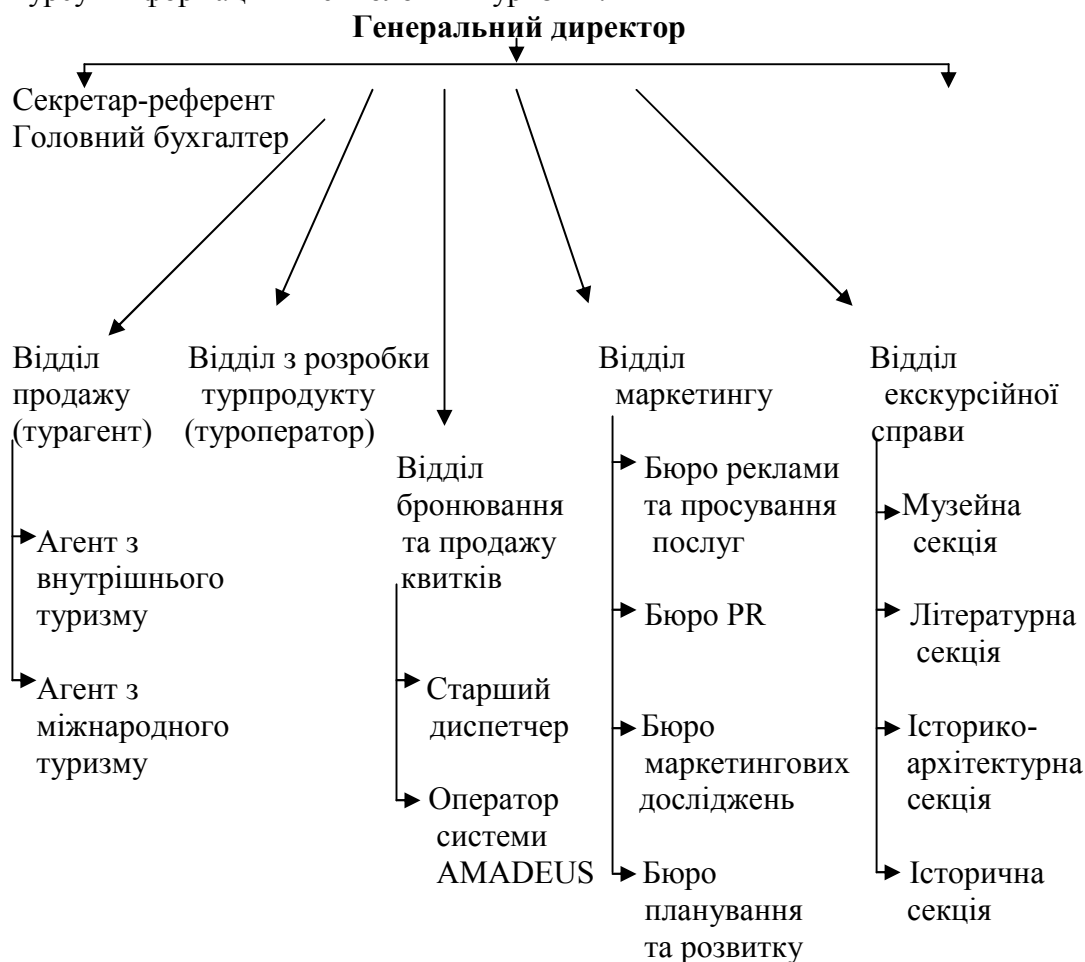 Генеральний директор
Секретар-референт
Головний бухгалтер
Відділ
продажу
(турагент)
Відділ з розробки
турпродукту
(туроператор)
Відділ
бронювання
та продажу
квитків
Відділ
маркетингу
Відділ
екскурсійної
справи
Агент з
внутрішнього
туризму
Агент з
міжнародного
туризму
Старший
диспетчер
Оператор
системи
AMADEUS
Бюро реклами
та просування
послуг
Бюро PR
Бюро
маркетингових
досліджень
Бюро
планування
та розвитку
Музейна
секція
Літературна
секція
Історико-
архітектурна
секція
Історична
секція